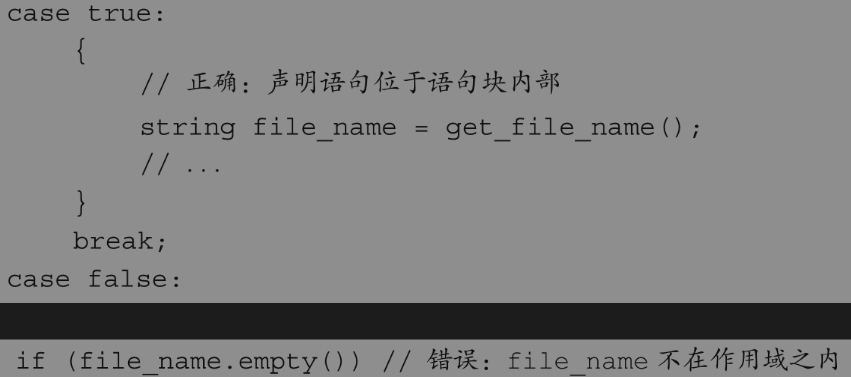 case true:
{
// 正确：声明语句位于语句块内部
string file_name = get_file_name();
// ...
}
break;
case false:
if (file_name.empty()) // 错误：file_name 不在作用域之内